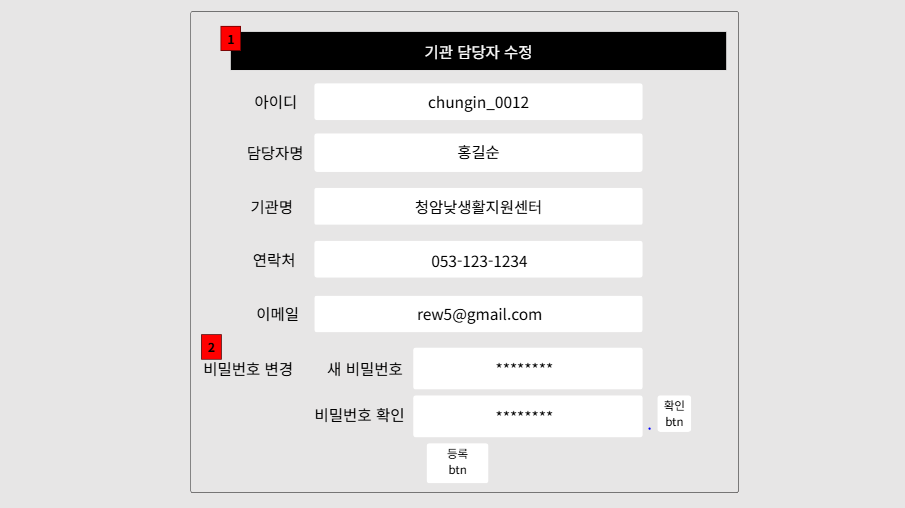 1
기관 담당자 수정
아이디 chungin_0012
담당자명 홍길순
기관명 청암낮생활지원센터
연락처 053-123-1234
이메일 rew5@gmail.com
2
비밀번호 변경 새 비밀번호 ********
비밀번호 확인 ********
.
확인
btn
등록
btn